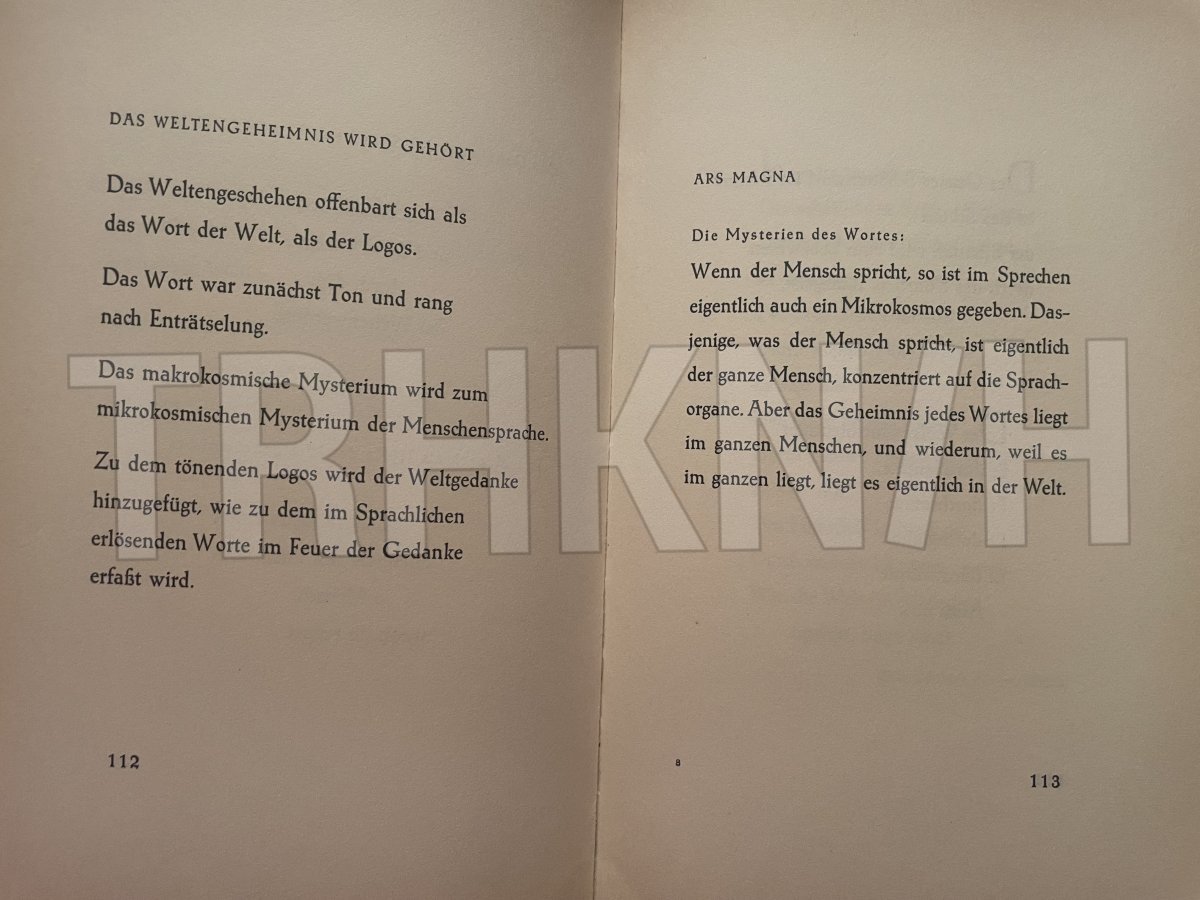 DAS WELTENGEHEIMNIS WIRD GEHÖRT
Das Weltengeschehen offenbart sich als
das Wort der Welt, als der Logos.
Das Wort war zunächst Ton und rang
nach Enträtselung.
Das makrokosmische Mysterium wird zum
mikrokosmischen Mysterium der Menschensprache.
Zu dem tönenden Logos wird der Weltgedanke
hinzugefügt, wie zu dem im Sprachlichen
erlösenden Worte im Feuer der Gedanke
erfaßt wird.
112
ARS MAGNA
Die Mysterien des Wortes:
Wenn der Mensch spricht, so ist im Sprechen
eigentlich auch ein Mikrokosmos gegeben. Das-
jenige, was der Mensch spricht, ist eigentlich
der ganze Mensch, konzentriert auf die Sprach-
organe. Aber das Geheimnis jedes Wortes liegt
im ganzen Menschen, und wiederum, weil es
im ganzen liegt, liegt es eigentlich in der Welt.
8
113
TRHKN/H